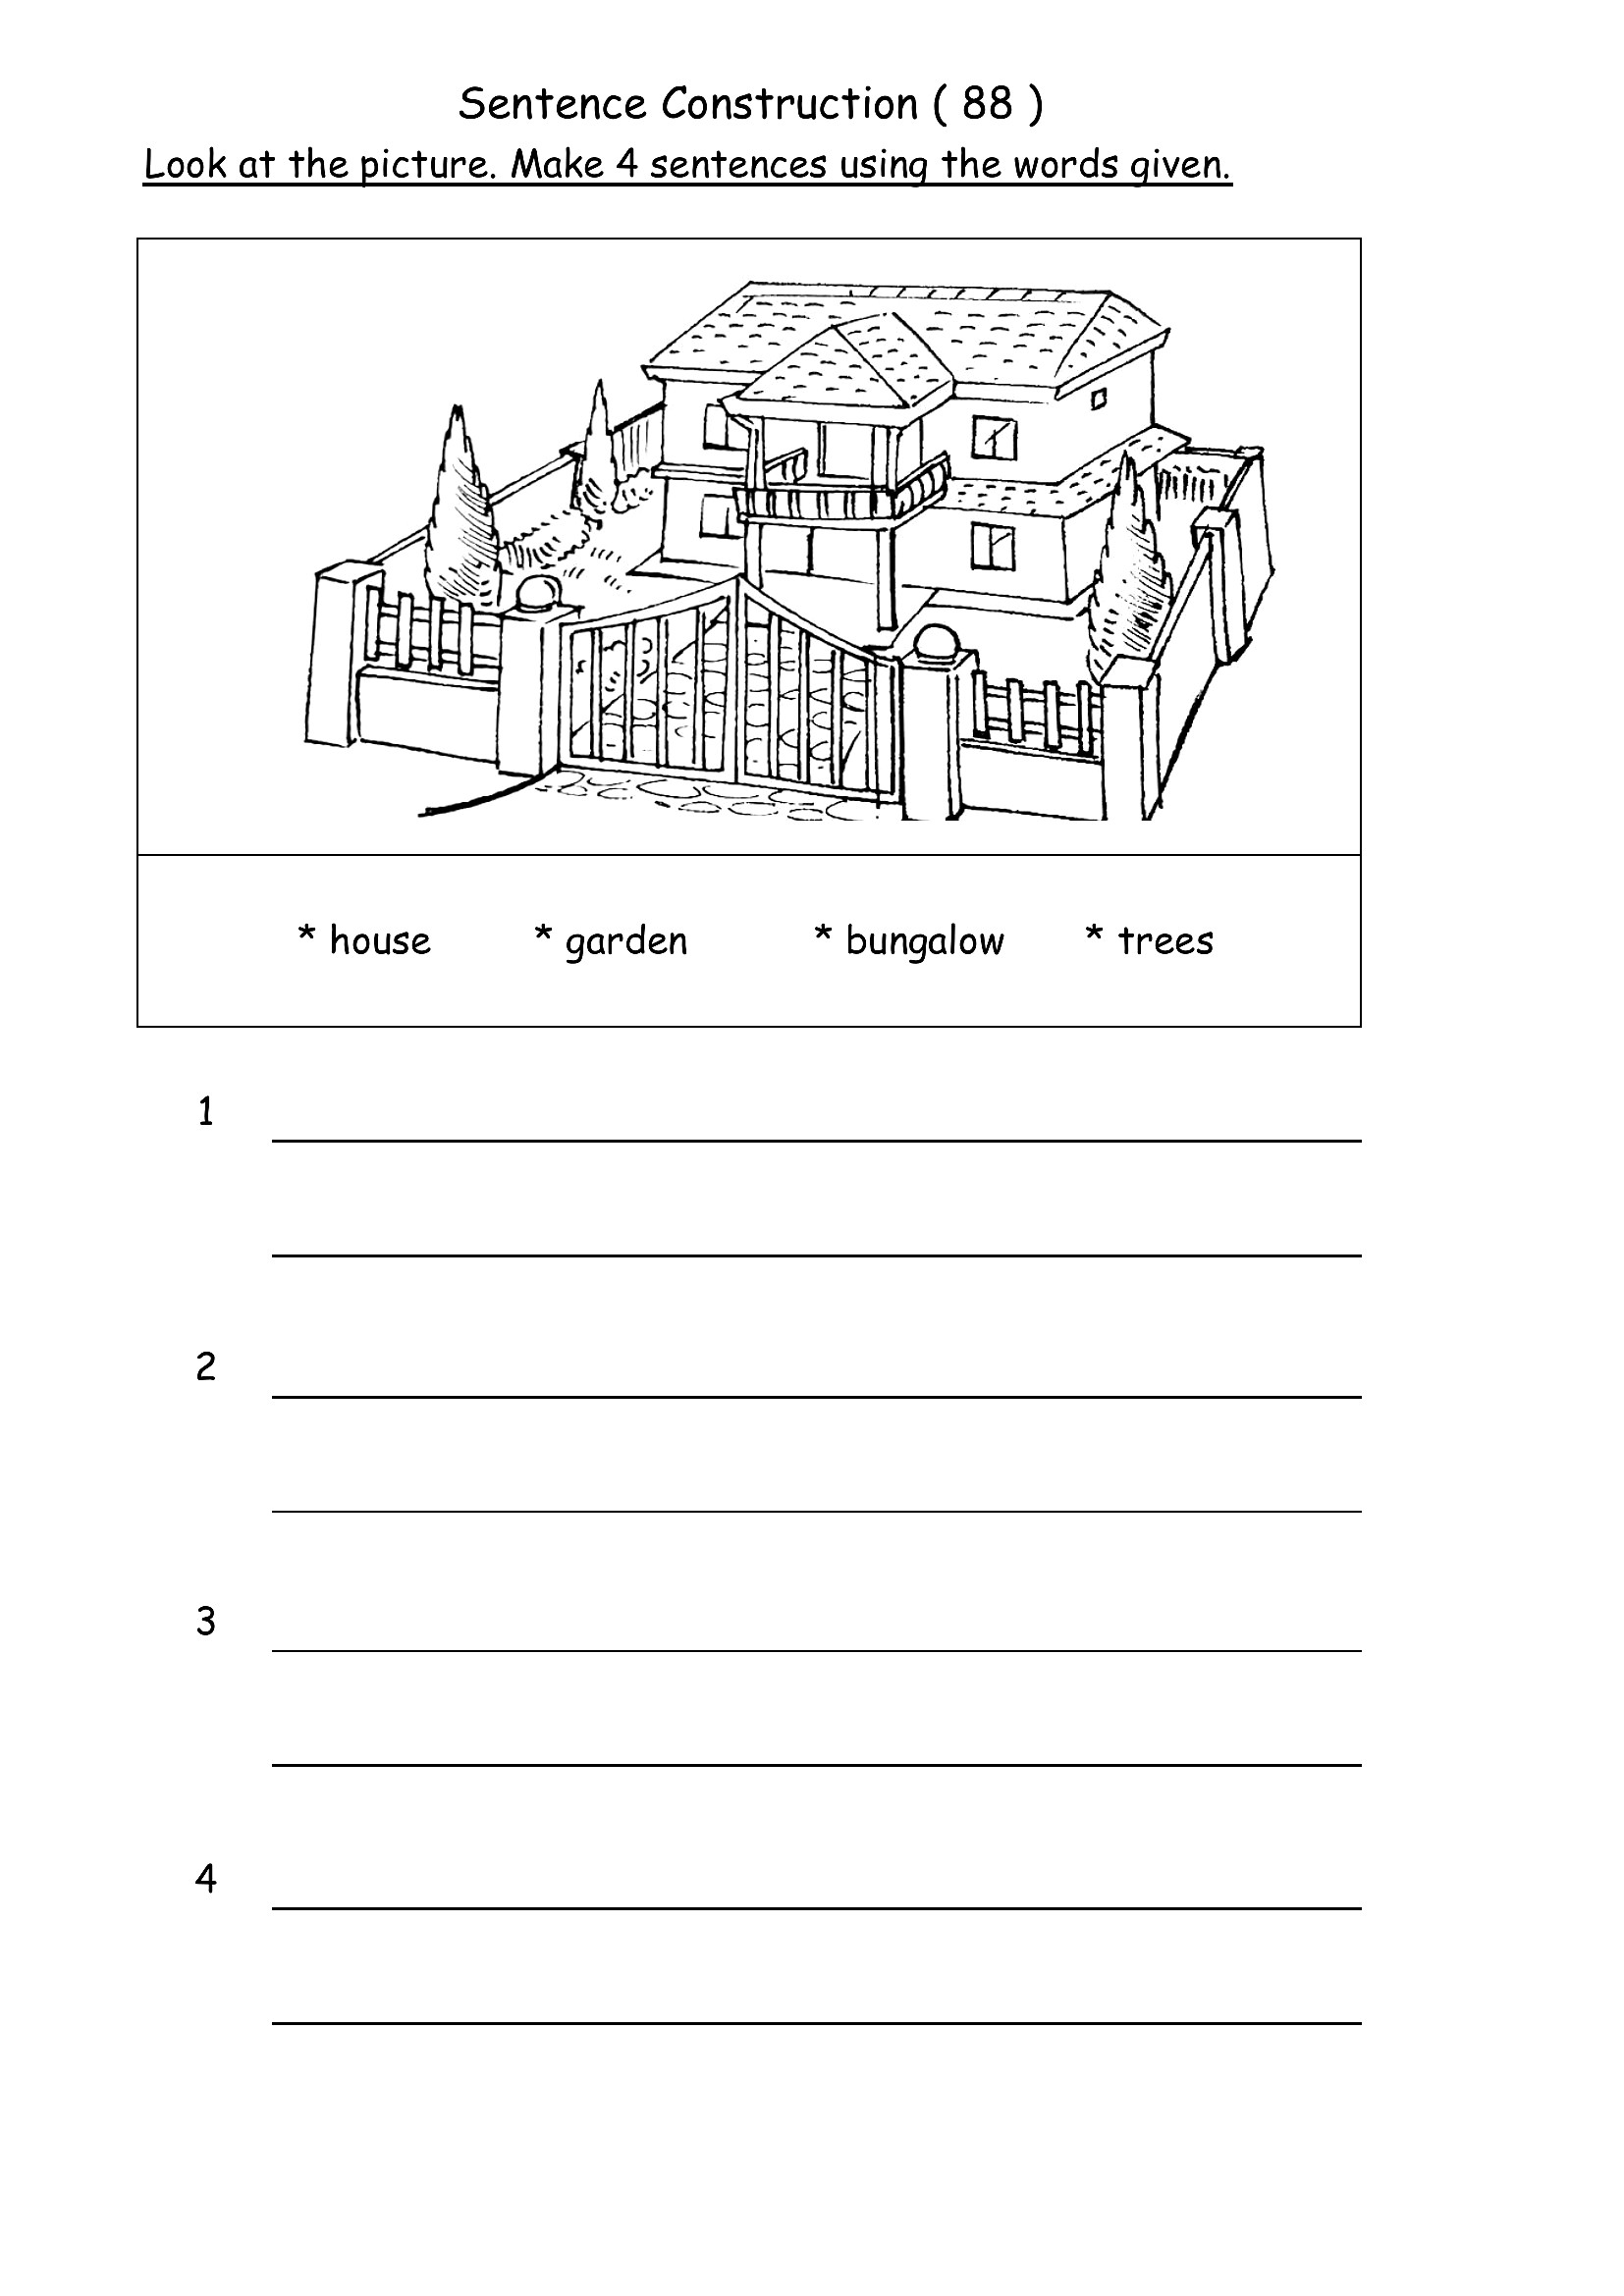 Sentence Construction ( 88 )
Look at the picture. Make 4 sentences using the words given.
* house * garden * bungalow * trees
1
2
3
4